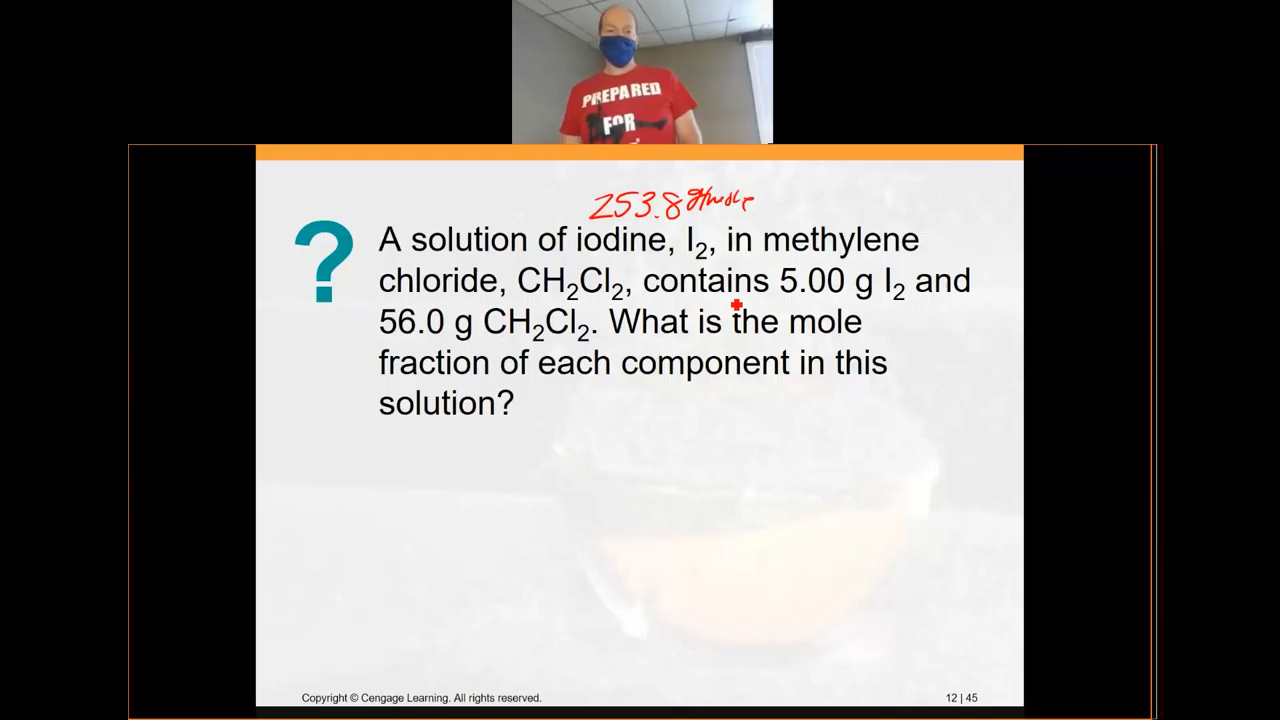 PREPARED
FOR
253.8 g/mole
?
A solution of iodine, I₂, in methylene
chloride, CH₂Cl₂, contains 5.00 g I₂ and
56.0 g CH₂Cl₂. What is the mole
fraction of each component in this
solution?
Copyright © Cengage Learning. All rights reserved.
12 | 45